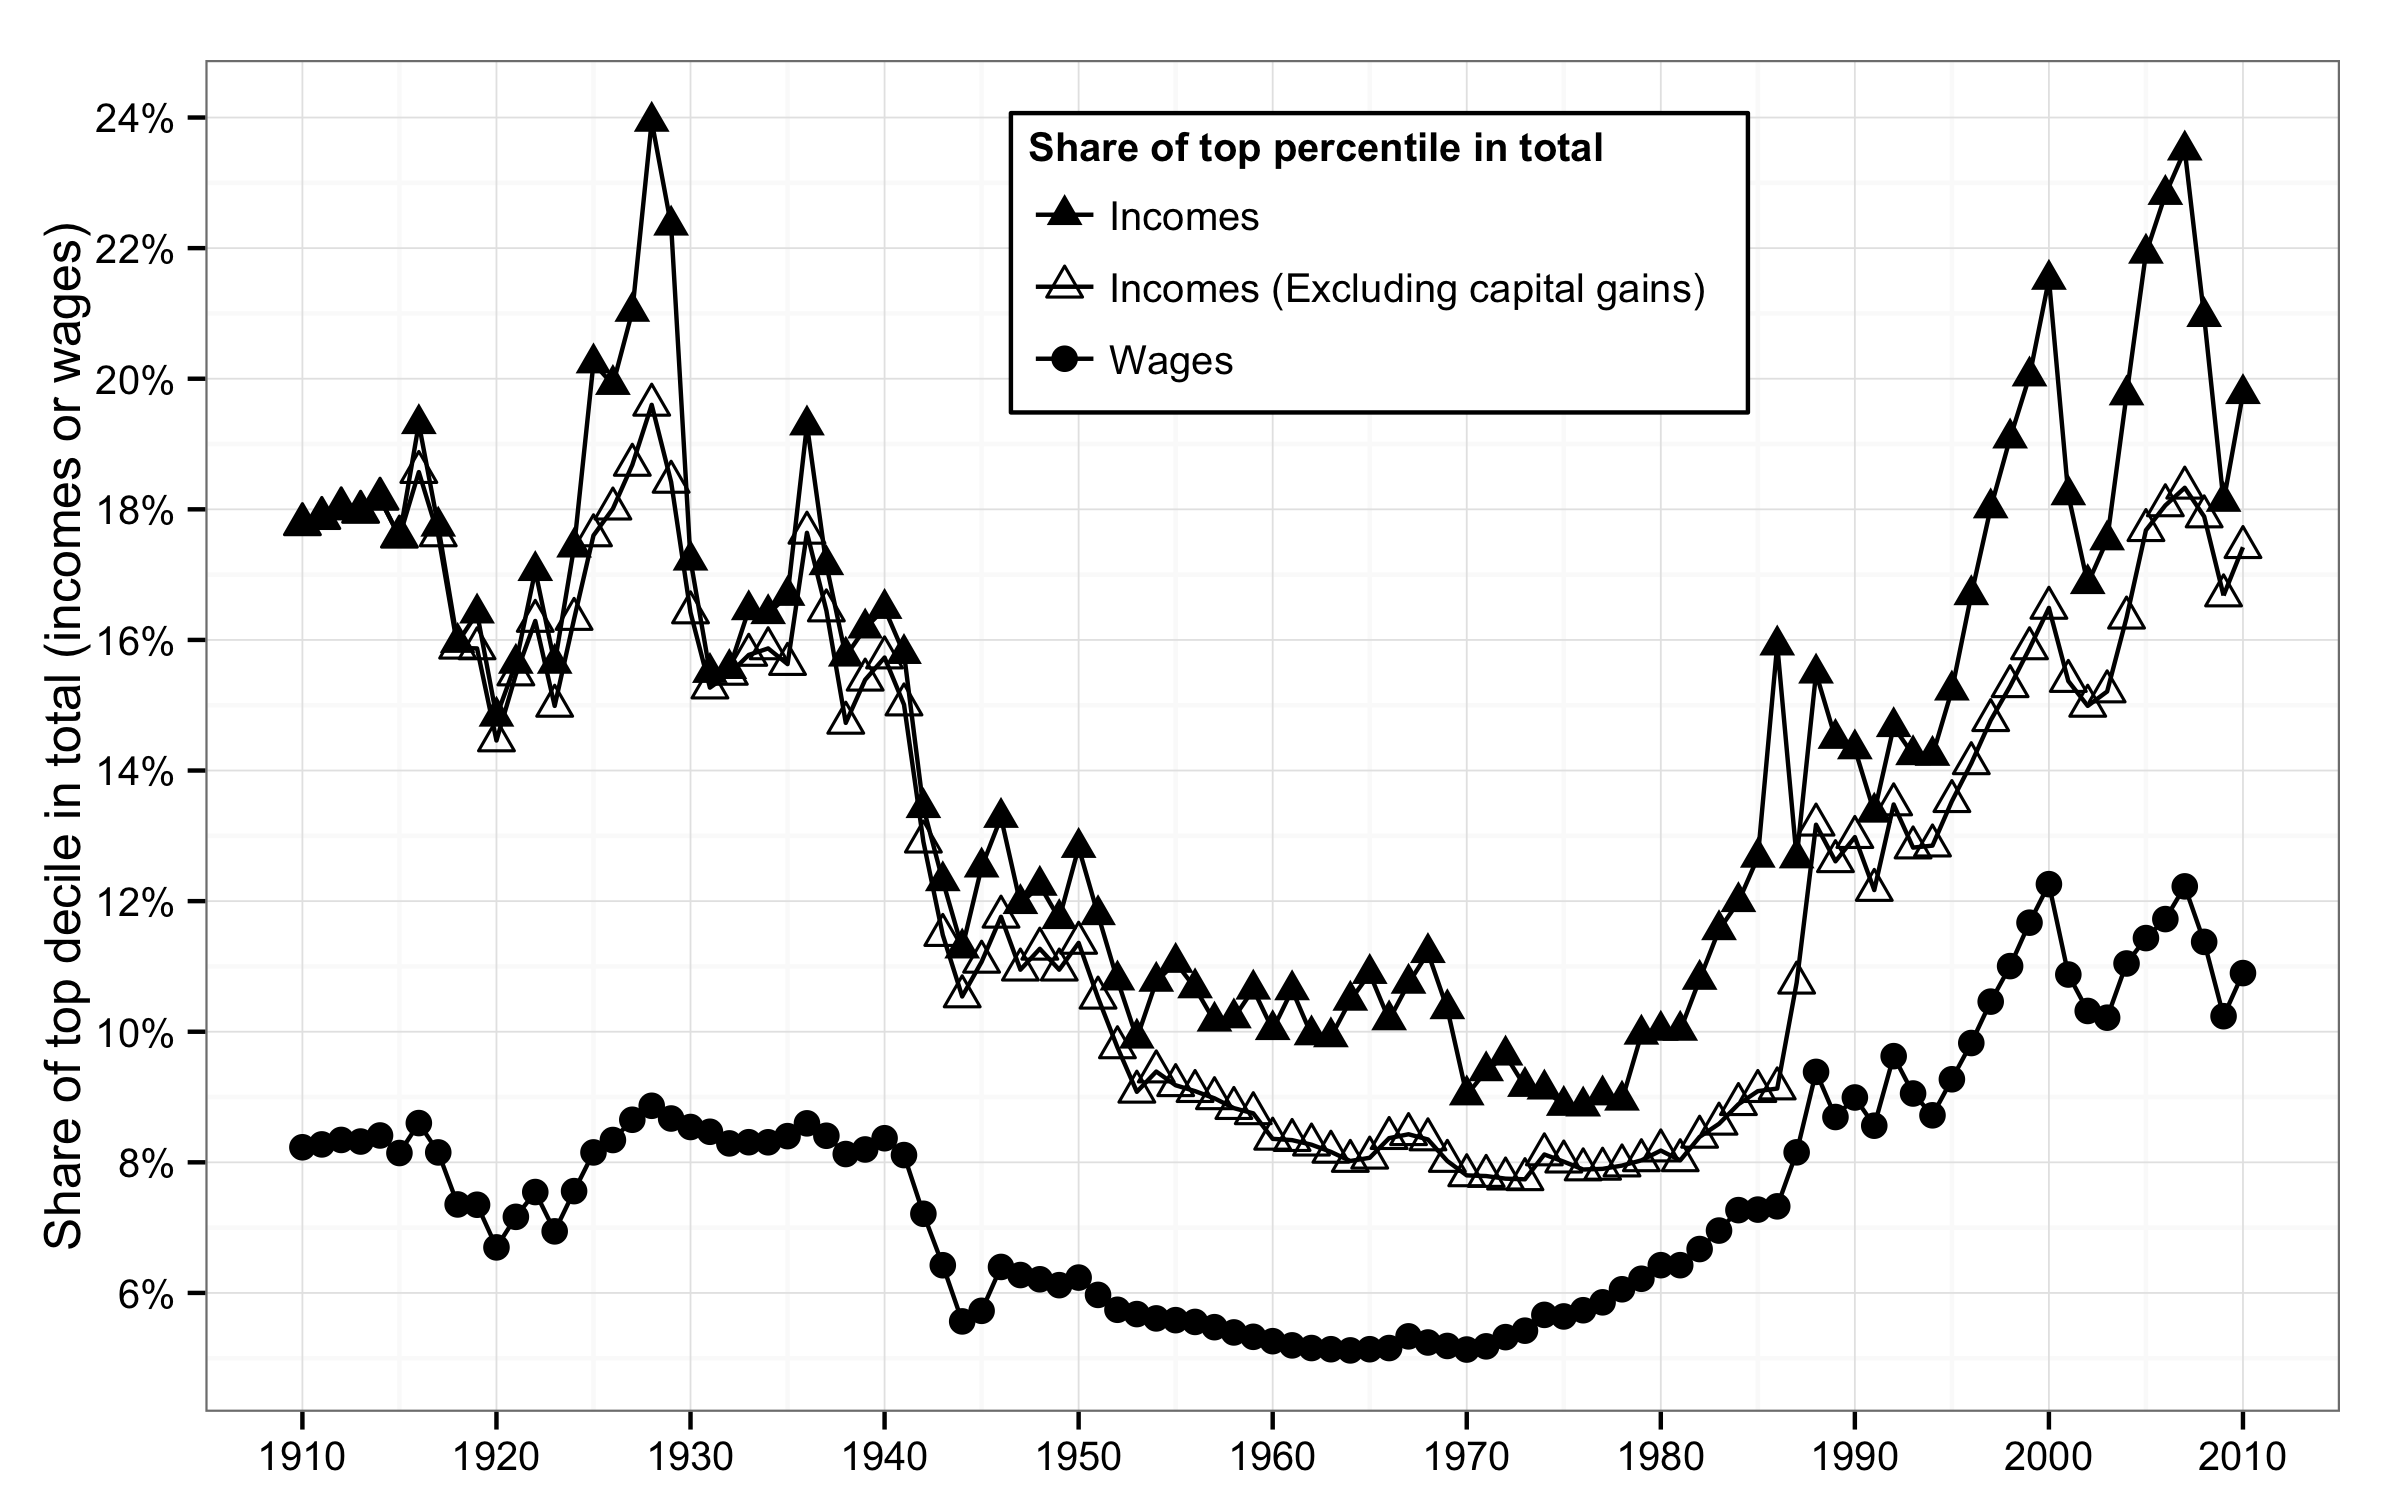 Share of top decile in total (incomes or wages)
24%
22%
20%
18%
16%
14%
12%
10%
8%
6%
Share of top percentile in total
Incomes
Incomes (Excluding capital gains)
Wages
1910 1920 1930 1940 1950 1960 1970 1980 1990 2000 2010